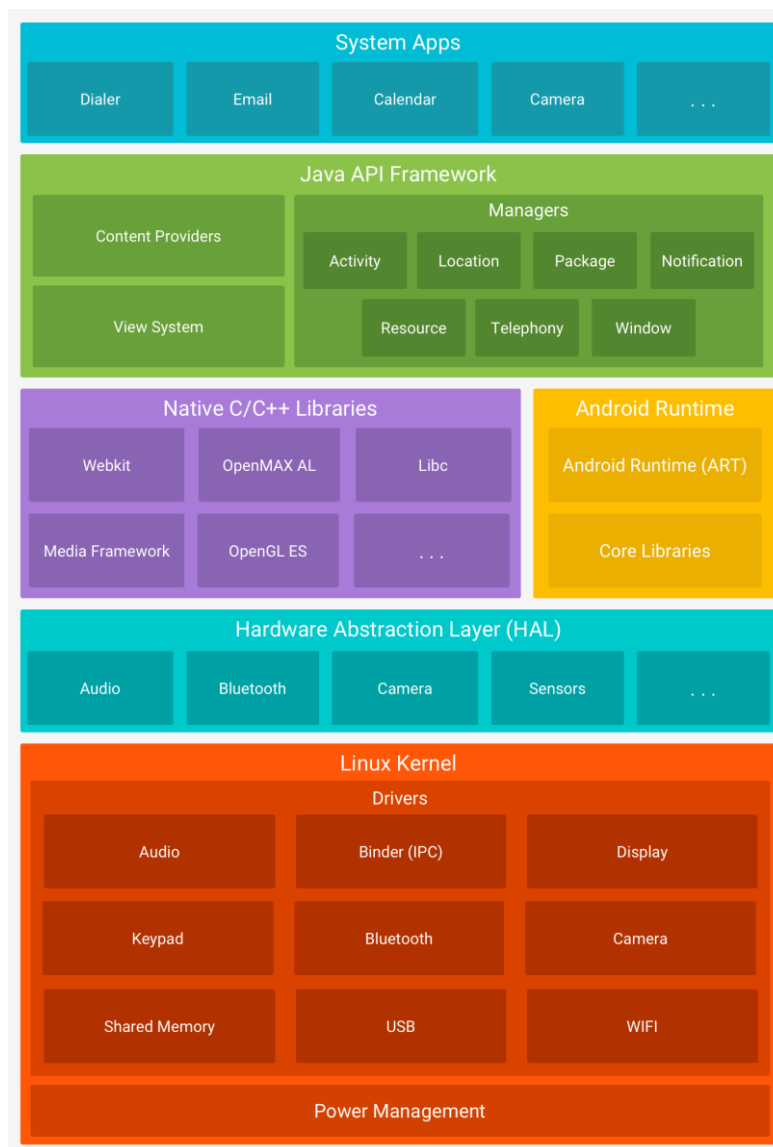 System Apps
Dialer
Email
Calendar
Camera
. . .
Java API Framework
Content Providers
View System
Managers
Activity
Location
Package
Notification
Resource
Telephony
Window
Native C/C++ Libraries
Webkit
OpenMAX AL
Libc
Media Framework
OpenGL ES
. . .
Android Runtime
Android Runtime (ART)
Core Libraries
Hardware Abstraction Layer (HAL)
Audio
Bluetooth
Camera
Sensors
. . .
Linux Kernel
Drivers
Audio
Binder (IPC)
Display
Keypad
Bluetooth
Camera
Shared Memory
USB
WIFI
Power Management